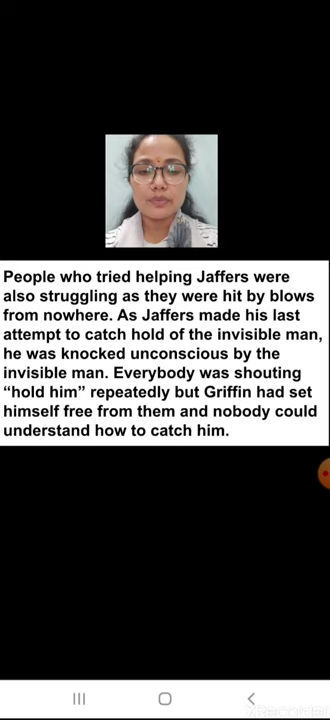 People who tried helping Jaffers were
also struggling as they were hit by blows
from nowhere. As Jaffers made his last
attempt to catch hold of the invisible man,
he was knocked unconscious by the
invisible man. Everybody was shouting
“hold him” repeatedly but Griffin had set
himself free from them and nobody could
understand how to catch him.